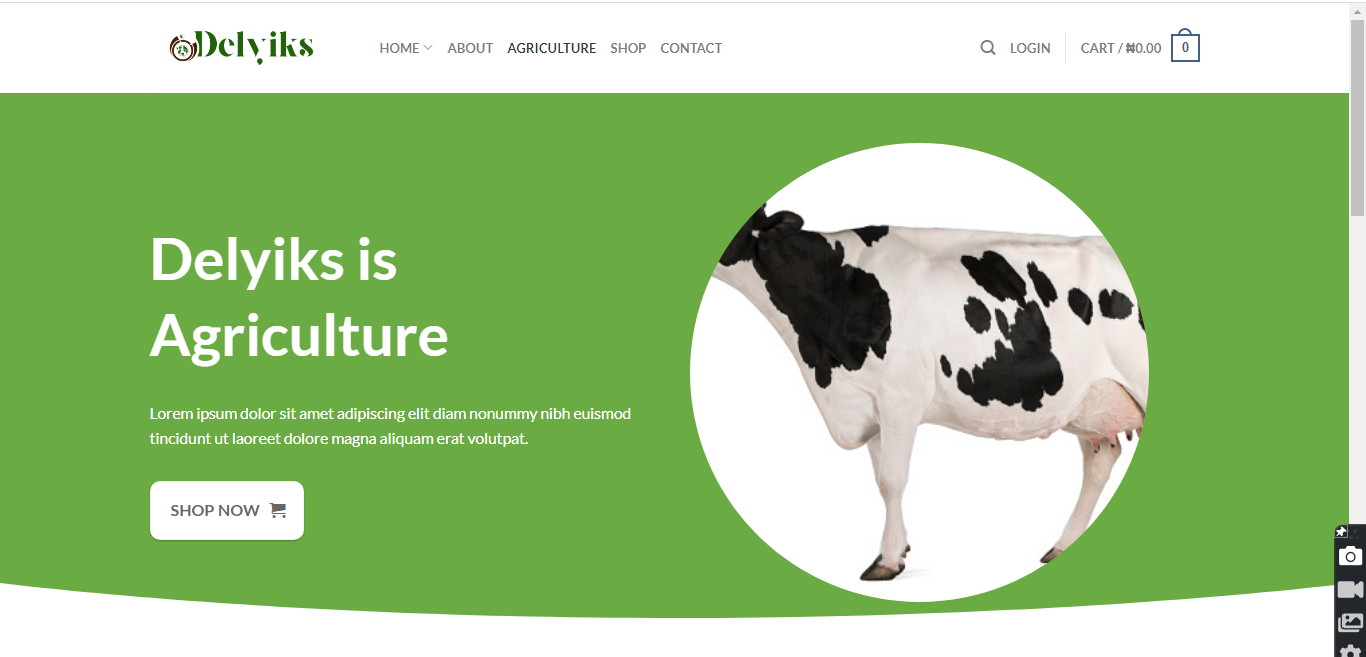 Delyiks
HOME ABOUT AGRICULTURE SHOP CONTACT
LOGIN CART / ₦0.00 0
Delyiks is
Agriculture
Lorem ipsum dolor sit amet adipiscing elit diam nonummy nibh euismod
tincidunt ut laoreet dolore magna aliquam erat volutpat.
SHOP NOW